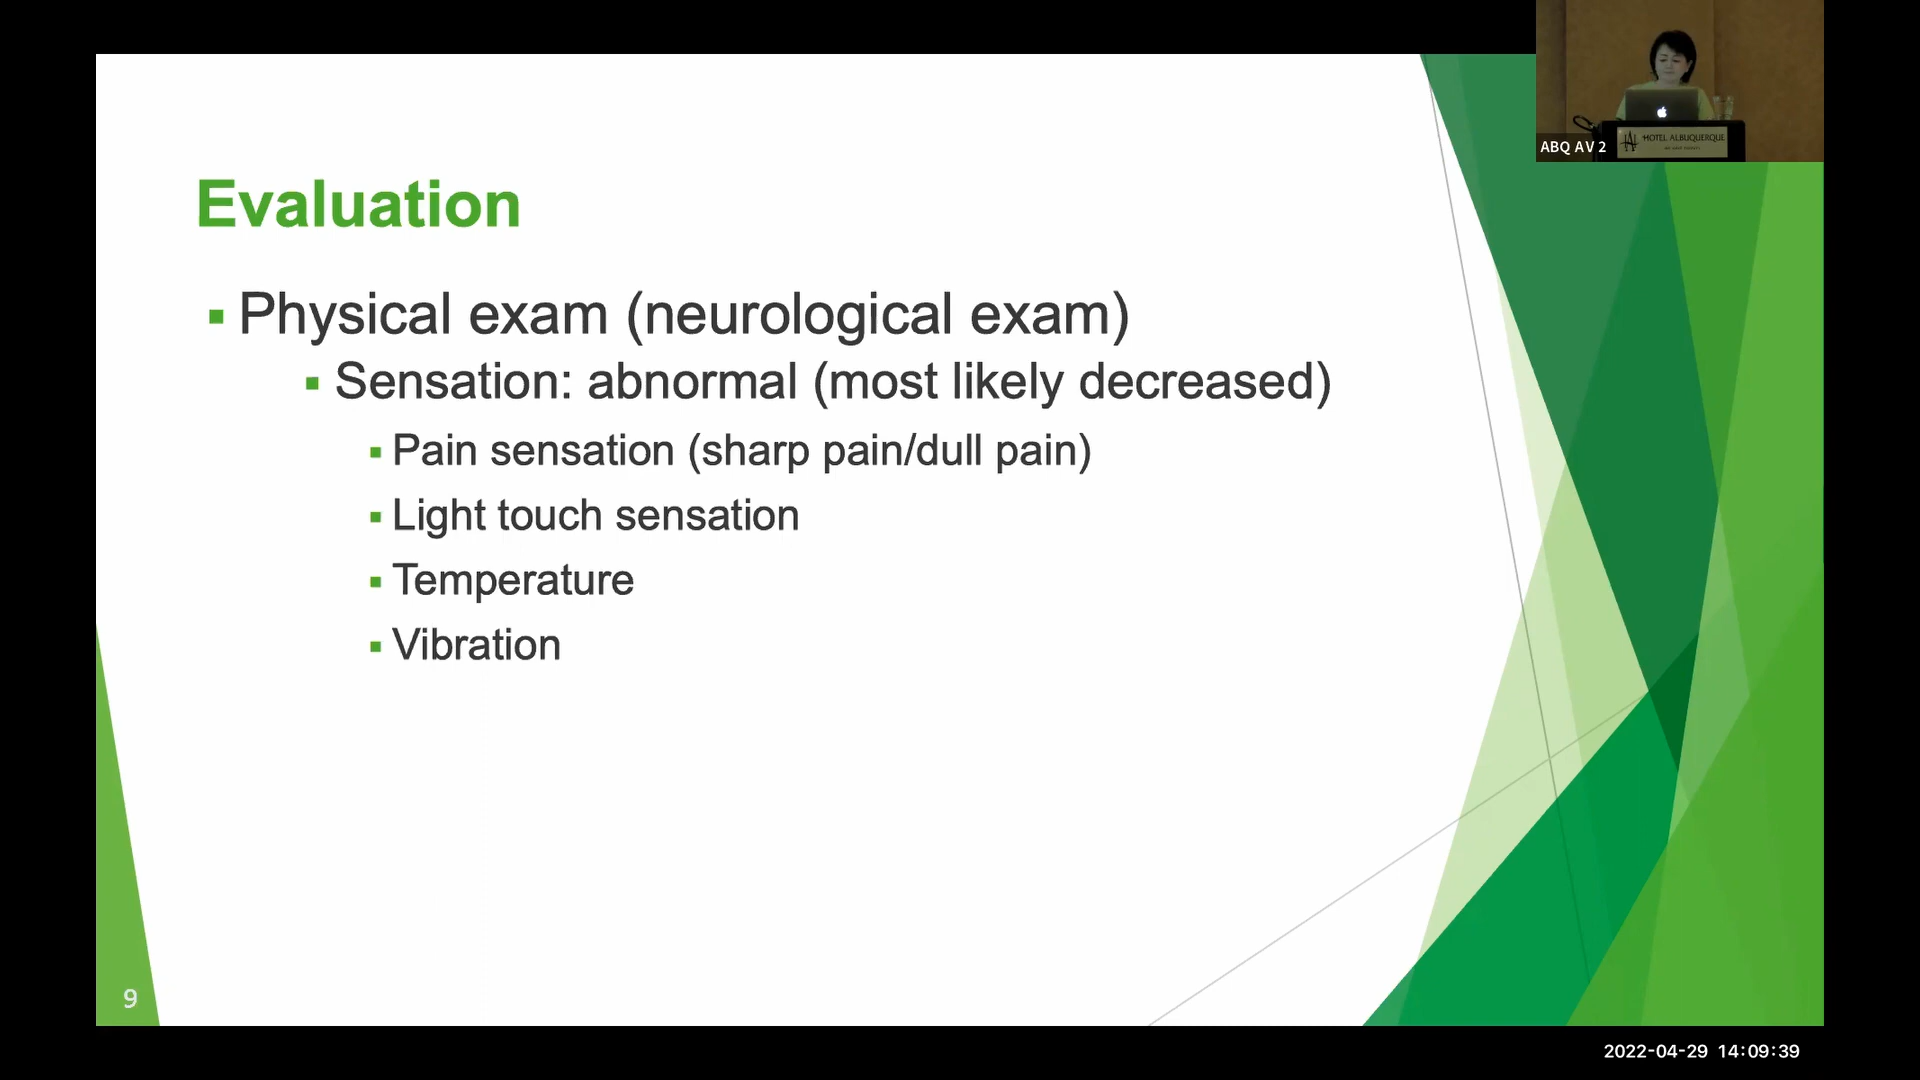 Evaluation
Physical exam (neurological exam)
Sensation: abnormal (most likely decreased)
Pain sensation (sharp pain/dull pain)
Light touch sensation
Temperature
Vibration
9
ABQ AV 2
HOTEL ALBUQUERQUE
2022-04-29 14:09:39